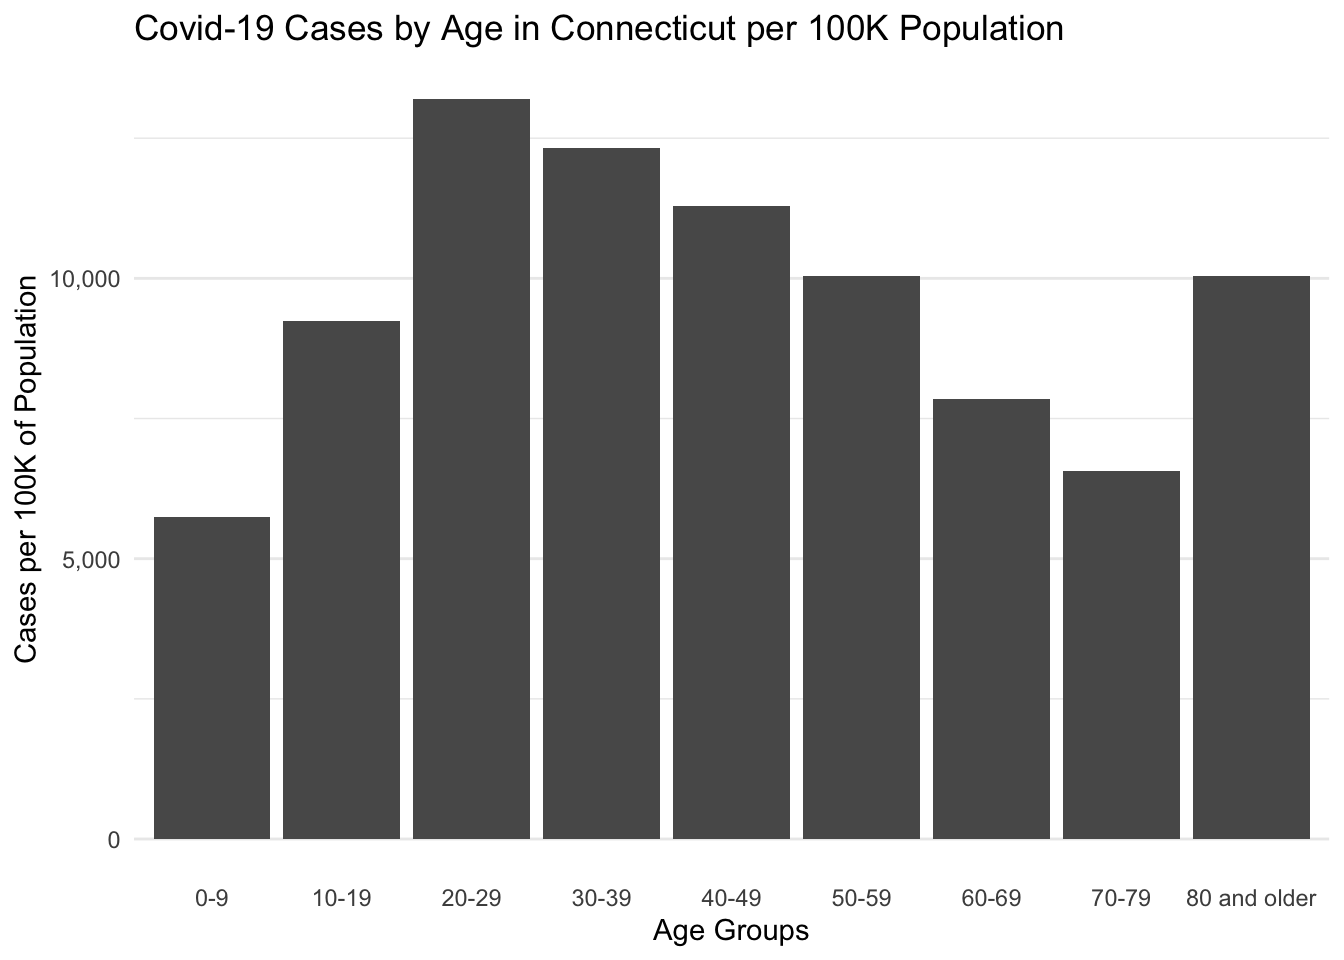 Covid-19 Cases by Age in Connecticut per 100K Population
Cases per 100K of Population
10,000
5,000
0
0-9
10-19
20-29
30-39
40-49
50-59
60-69
70-79
80 and older
Age Groups